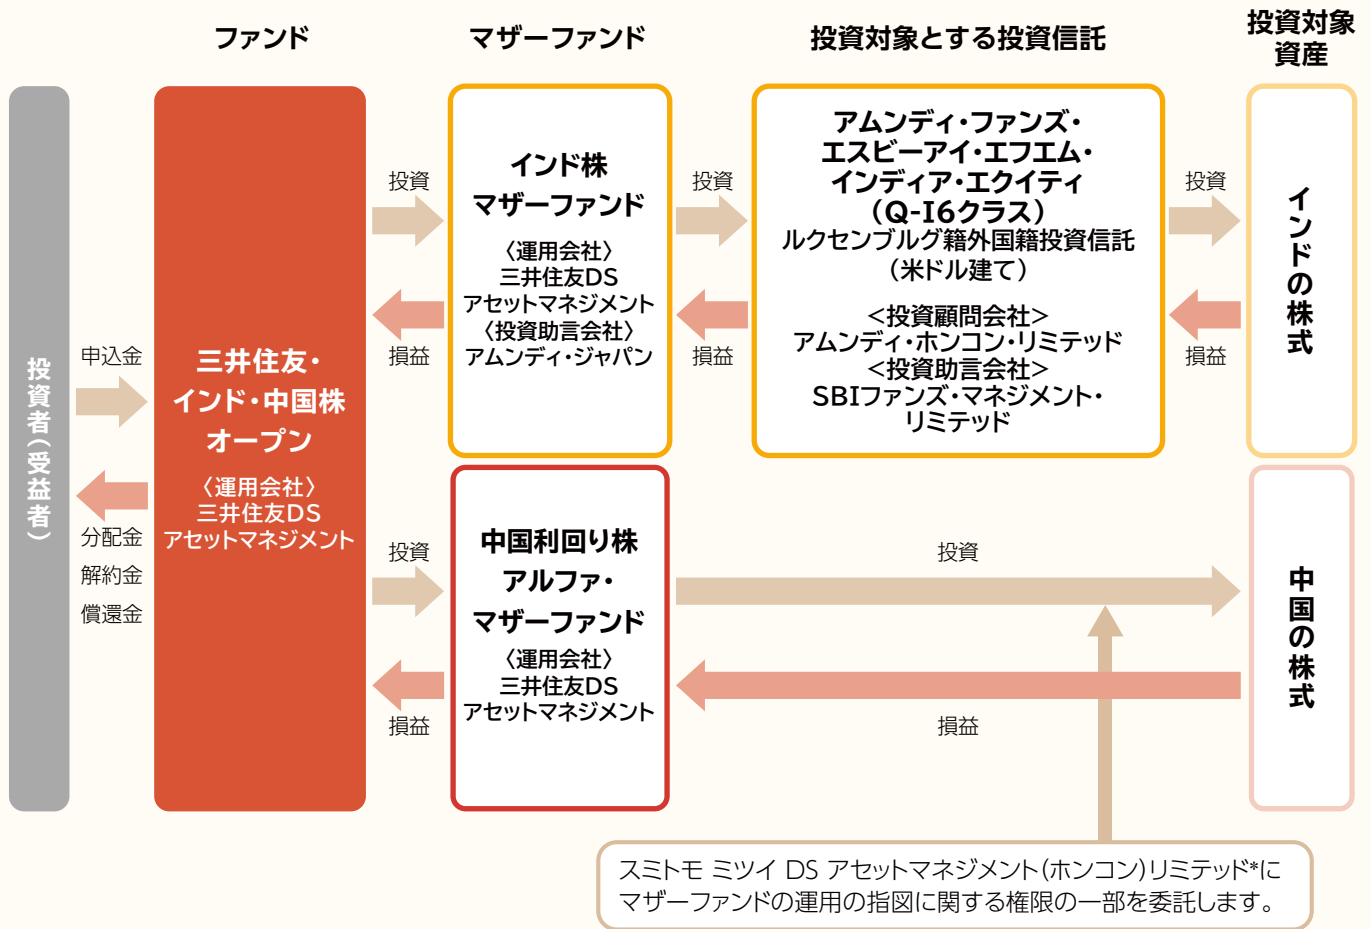 ファンド
マザーファンド
投資対象とする投資信託
投資対象
資産
投資者(受益者)
申込金
分配金
解約金
償還金
三井住友・
インド・中国株
オープン
〈運用会社〉
三井住友DS
アセットマネジメント
投資
損益
インド株
マザーファンド
〈運用会社〉
三井住友DS
アセットマネジメント
〈投資助言会社〉
アムンディ・ジャパン
投資
損益
アムンディ・ファンズ・
エスビーアイ・エフエム・
インディア・エクイティ
(Q-I6クラス)
ルクセンブルグ籍外国籍投資信託
(米ドル建て)
<投資顧問会社>
アムンディ・ホンコン・リミテッド
<投資助言会社>
SBIファンズ・マネジメント・
リミテッド
投資
損益
インドの株式
投資
損益
中国利回り株
アルファ・
マザーファンド
〈運用会社〉
三井住友DS
アセットマネジメント
投資
損益
中国の株式
スミトモ ミツイ DS アセットマネジメント(ホンコン)リミテッド*に
マザーファンドの運用の指図に関する権限の一部を委託します。